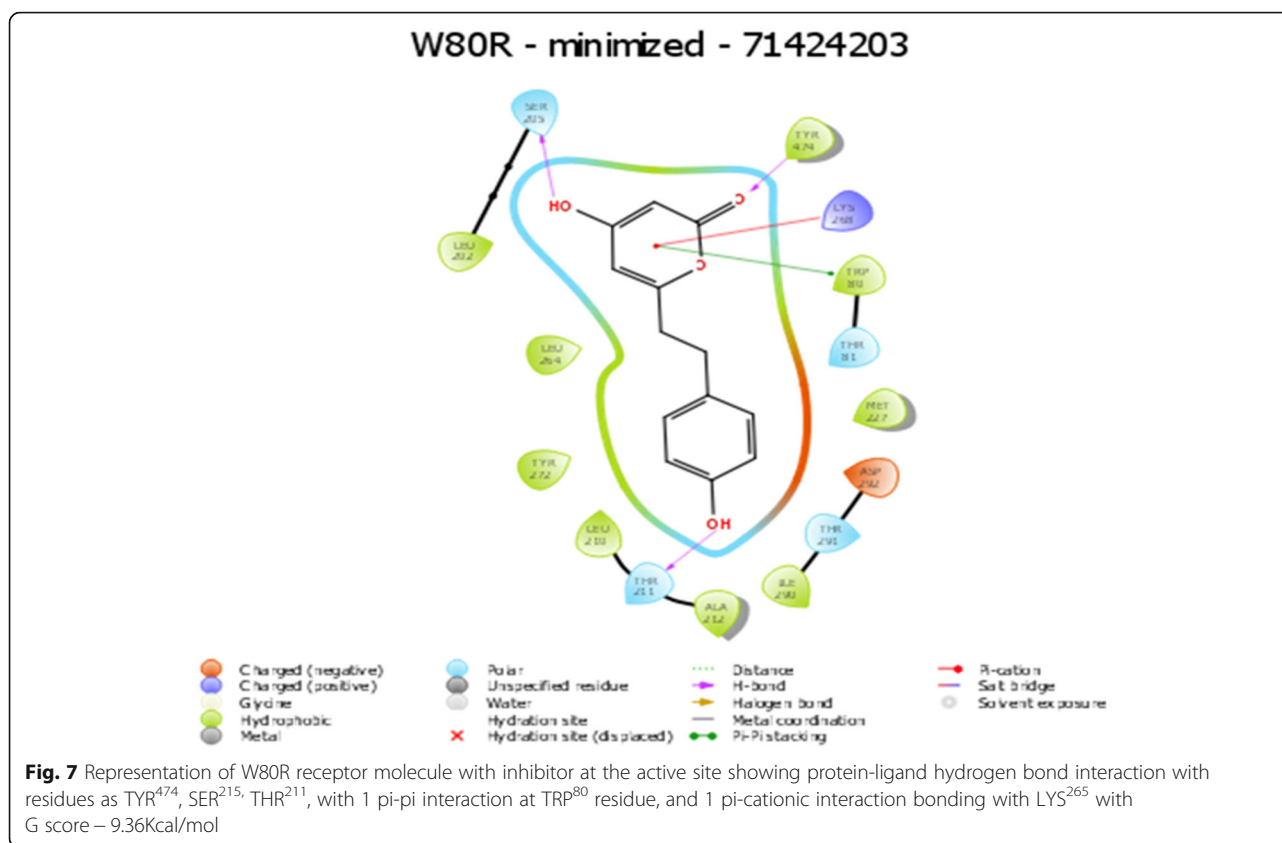 W80R - minimized - 71424203
SER
205
TYR
474
HO
O
LYS
268
LEU
202
O
TRP
80
LEU
264
THR
81
MET
227
TYR
272
ASP
292
OH
LEU
210
THR
291
THR
211
ILE
290
ALA
212
Charged (negative)
Polar
Distance
Pi-cation
Charged (positive)
Unspecified residue
H-bond
Salt bridge
Glycine
Water
Halogen bond
Solvent exposure
Hydrophobic
Hydration site
Metal coordination
Metal
Hydration site (displaced)
Pi-Pi stacking
Fig. 7 Representation of W80R receptor molecule with inhibitor at the active site showing protein-ligand hydrogen bond interaction with
residues as TYR474, SER215, THR211, with 1 pi-pi interaction at TRP80 residue, and 1 pi-cationic interaction bonding with LYS265 with
G score – 9.36Kcal/mol